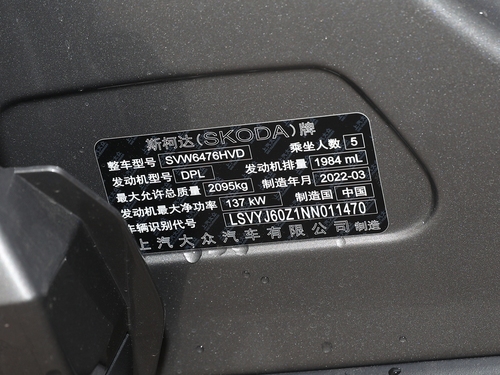 斯柯达(SKODA)牌
整车型号 SVW6476HVD 乘坐人数 5
发动机型号 DPL 发动机排量 1984 mL
最大允许总质量 2095kg 制造年月 2022-03
发动机最大净功率 137 kW 制造国 中国
车辆识别代号 LSVYJ60Z1NN011470
上汽大众汽车有限公司 制造